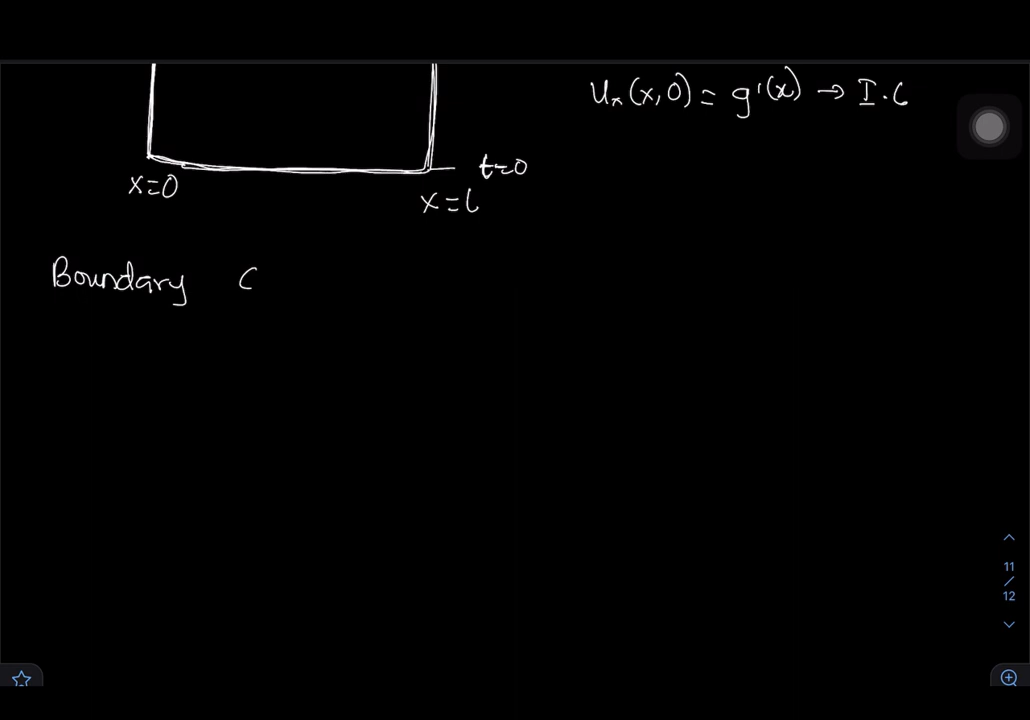 uₓ(x,0) = g'(x) → I.C
t=0
x=0
x=l
Boundary C
11
/
12